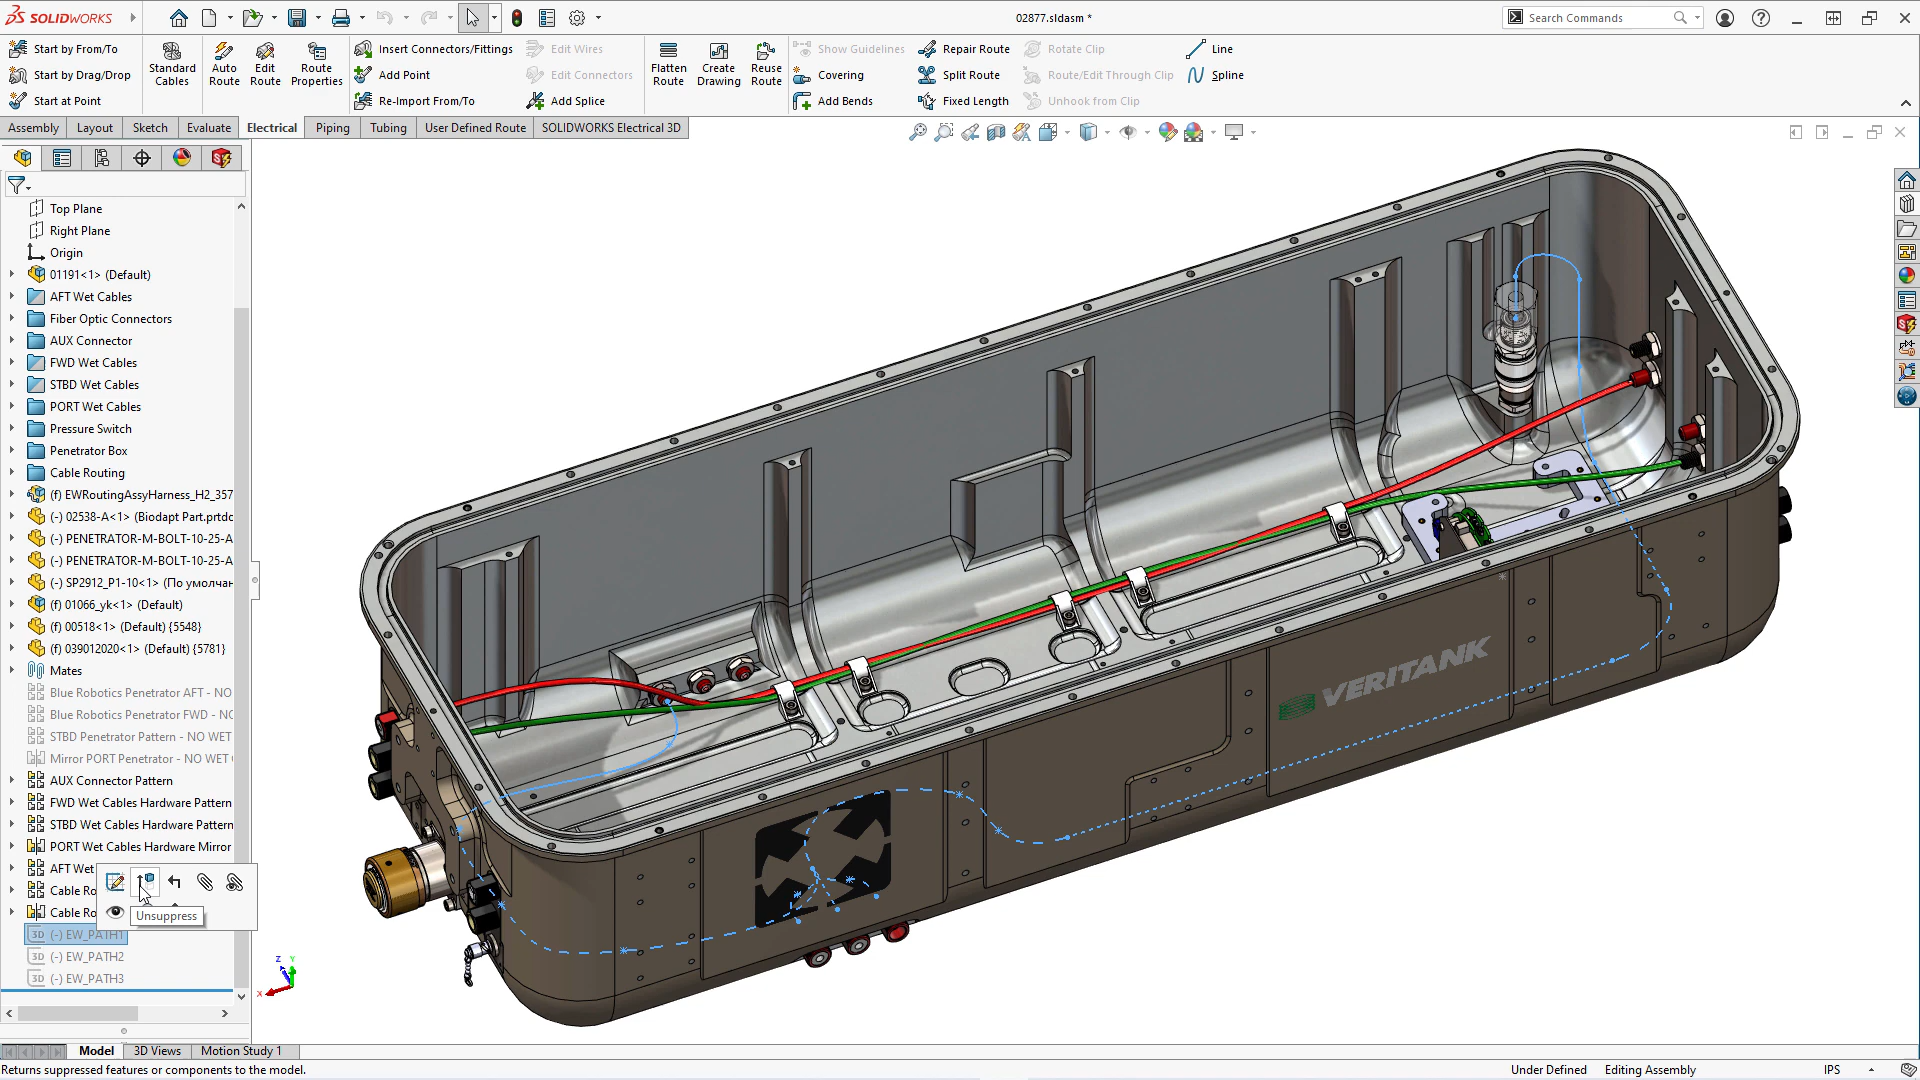 SOLIDWORKS
02877.sldasm *
Search Commands
Start by From/To
Start by Drag/Drop
Start at Point
Standard Cables
Auto Route
Edit Route
Route Properties
Insert Connectors/Fittings
Add Point
Re-Import From/To
Edit Wires
Edit Connectors
Add Splice
Flatten Route
Create Drawing
Reuse Route
Show Guidelines
Covering
Add Bends
Repair Route
Split Route
Fixed Length
Rotate Clip
Route/Edit Through Clip
Unhook from Clip
Line
Spline
Assembly
Layout
Sketch
Evaluate
Electrical
Piping
Tubing
User Defined Route
SOLIDWORKS Electrical 3D
Top Plane
Right Plane
Origin
01191<1> (Default)
AFT Wet Cables
Fiber Optic Connectors
AUX Connector
FWD Wet Cables
STBD Wet Cables
PORT Wet Cables
Pressure Switch
Penetrator Box
Cable Routing
(f) EWRoutingAssyHarness_H2_357
(-) 02538-A<1> (Biodapt Part.prtdc
(-) PENETRATOR-M-BOLT-10-25-A
(-) PENETRATOR-M-BOLT-10-25-A
(-) SP2912_P1-10<1> (По умолчан
(f) 01066_yk<1> (Default)
(f) 00518<1> (Default) {5548}
(f) 039012020<1> (Default) {5781}
Mates
Blue Robotics Penetrator AFT - NO
Blue Robotics Penetrator FWD - NC
STBD Penetrator Pattern - NO WET
Mirror PORT Penetrator - NO WET
AUX Connector Pattern
FWD Wet Cables Hardware Pattern
STBD Wet Cables Hardware Pattern
PORT Wet Cables Hardware Mirror
AFT Wet
Cable Ro
Cable Ro
Unsuppress
3D (-) EW_PATH1
3D (-) EW_PATH2
3D (-) EW_PATH3
VERITANK
Z Y
X
Model
3D Views
Motion Study 1
Returns suppressed features or components to the model.
Under Defined
Editing Assembly
IPS